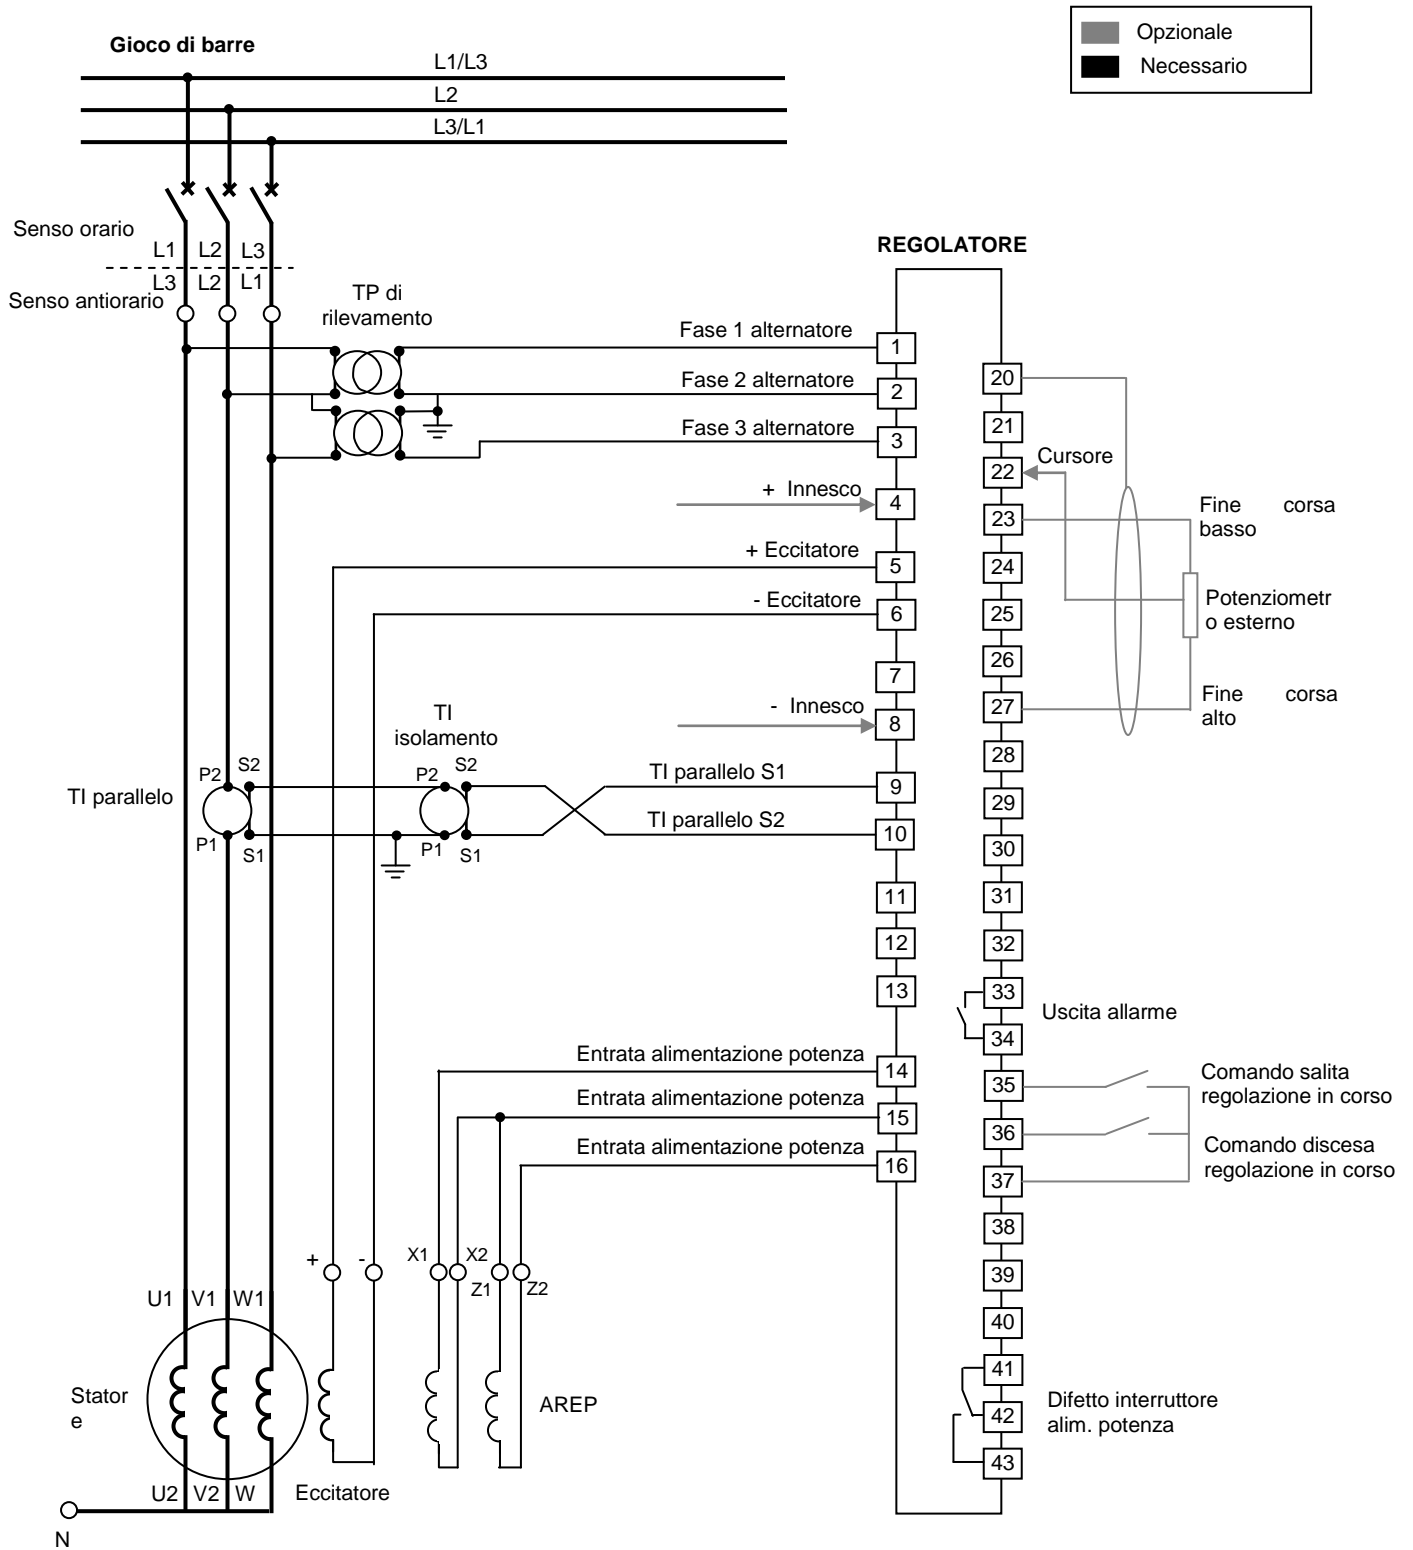 Opzionale
Necessario
Gioco di barre
L1/L3
L2
L3/L1
Senso orario
L1 L2 L3
L3 L2 L1
Senso antiorario
TP di
rilevamento
REGOLATORE
Fase 1 alternatore
1
Fase 2 alternatore
2
Fase 3 alternatore
3
+ Innesco
4
+ Eccitatore
5
- Eccitatore
6
7
- Innesco
8
TI
isolamento
TI parallelo
P2 S2
P1 S1
P2 S2
P1 S1
TI parallelo S1
9
TI parallelo S2
10
11
12
13
Entrata alimentazione potenza
14
Entrata alimentazione potenza
15
Entrata alimentazione potenza
16
20
21
22
Cursore
23
Fine corsa
basso
24
25
Potenziometr
o esterno
26
27
Fine corsa
alto
28
29
30
31
32
33
Uscita allarme
34
35
Comando salita
regolazione in corso
36
Comando discesa
regolazione in corso
37
38
39
40
41
42
Difetto interruttore
alim. potenza
43
+ - X1 X2
Z1 Z2
U1 V1 W1
Stator
e
AREP
U2 V2 W
Eccitatore
N